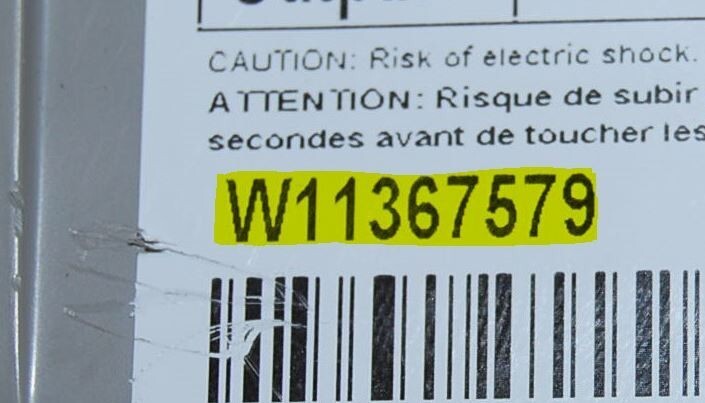 CAUTION: Risk of electric shock.
ATTENTION: Risque de subir
secondes avant de toucher les
W11367579